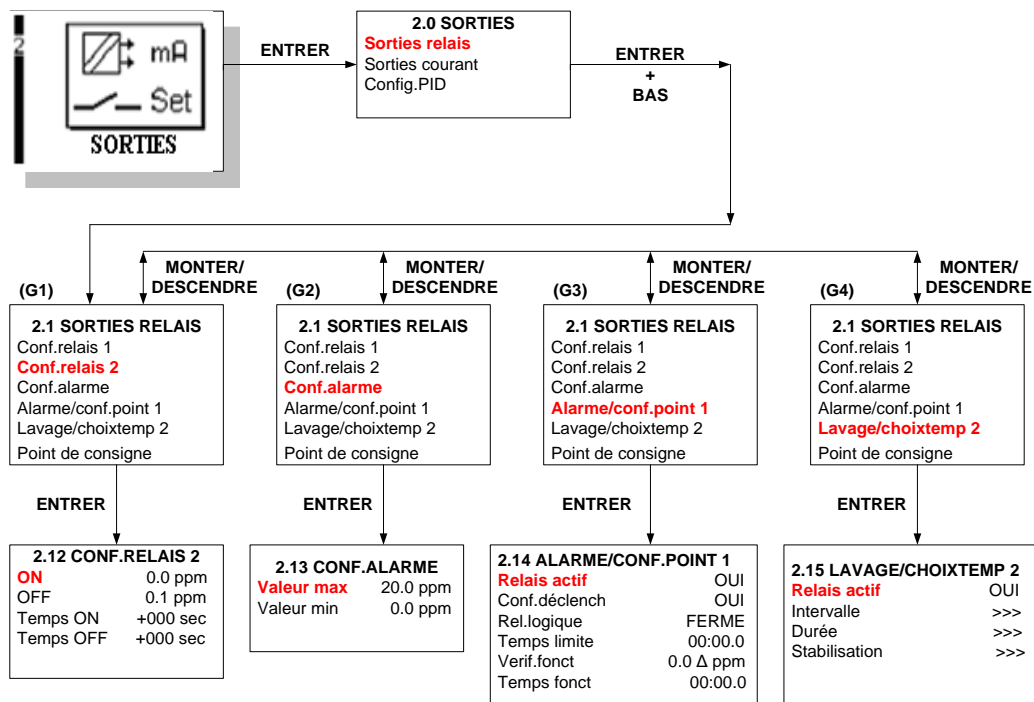 2
mA
Set
SORTIES
ENTRER
2.0 SORTIES
Sorties relais
Sorties courant
Config.PID
ENTRER
+
BAS
(G1)
MONTER/
DESCENDRE
(G2)
MONTER/
DESCENDRE
(G3)
MONTER/
DESCENDRE
(G4)
MONTER/
DESCENDRE
2.1 SORTIES RELAIS
Conf.relais 1
Conf.relais 2
Conf.alarme
Alarme/conf.point 1
Lavage/choixtemp 2
Point de consigne
2.1 SORTIES RELAIS
Conf.relais 1
Conf.relais 2
Conf.alarme
Alarme/conf.point 1
Lavage/choixtemp 2
Point de consigne
2.1 SORTIES RELAIS
Conf.relais 1
Conf.relais 2
Conf.alarme
Alarme/conf.point 1
Lavage/choixtemp 2
Point de consigne
2.1 SORTIES RELAIS
Conf.relais 1
Conf.relais 2
Conf.alarme
Alarme/conf.point 1
Lavage/choixtemp 2
Point de consigne
ENTRER
ENTRER
ENTRER
ENTRER
2.12 CONF.RELAIS 2
ON 0.0 ppm
OFF 0.1 ppm
Temps ON +000 sec
Temps OFF +000 sec
2.13 CONF.ALARME
Valeur max 20.0 ppm
Valeur min 0.0 ppm
2.14 ALARME/CONF.POINT 1
Relais actif OUI
Conf.déclench OUI
Rel.logique FERME
Temps limite 00:00.0
Verif.fonct 0.0 Δ ppm
Temps fonct 00:00.0
2.15 LAVAGE/CHOIXTEMP 2
Relais actif OUI
Intervalle >>>
Durée >>>
Stabilisation >>>